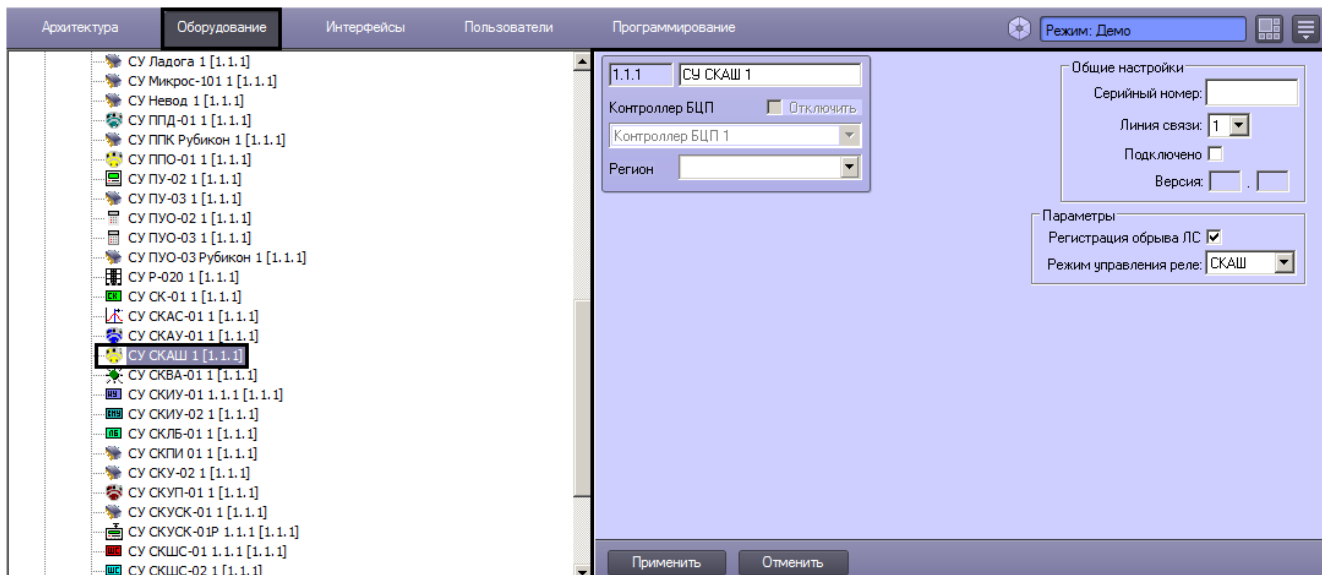 Архитектура Оборудование Интерфейсы Пользователи Программирование Режим: Демо
СУ Ладога 1 [1.1.1]
СУ Микрос-101 1 [1.1.1]
СУ Невод 1 [1.1.1]
СУ ППД-01 1 [1.1.1]
СУ ППК Рубикон 1 [1.1.1]
СУ ППО-01 1 [1.1.1]
СУ ПУ-02 1 [1.1.1]
СУ ПУ-03 1 [1.1.1]
СУ ПУО-02 1 [1.1.1]
СУ ПУО-03 1 [1.1.1]
СУ ПУО-03 Рубикон 1 [1.1.1]
СУ Р-020 1 [1.1.1]
СК СУ СК-01 1 [1.1.1]
СУ СКАС-01 1 [1.1.1]
СУ СКАУ-01 1 [1.1.1]
СУ СКАШ 1 [1.1.1]
СУ СКВА-01 1 [1.1.1]
СУ СКИУ-01 1.1.1 [1.1.1]
СУ СКИУ-02 1 [1.1.1]
ЛБ СУ СКЛБ-01 1 [1.1.1]
СУ СКПИ 01 1 [1.1.1]
СУ СКУ-02 1 [1.1.1]
СУ СКУП-01 1 [1.1.1]
СУ СКУСК-01 1 [1.1.1]
СУ СКУСК-01Р 1.1.1 [1.1.1]
ШС СУ СКШС-01 1.1.1 [1.1.1]
ШС СУ СКШС-02 1 [1.1.1]
1.1.1 СУ СКАШ 1
Контроллер БЦП Отключить
Контроллер БЦП 1
Регион
Общие настройки
Серийный номер:
Линия связи: 1
Подключено
Версия: .
Параметры
Регистрация обрыва ЛС
Режим управления реле: СКАШ
Применить Отменить